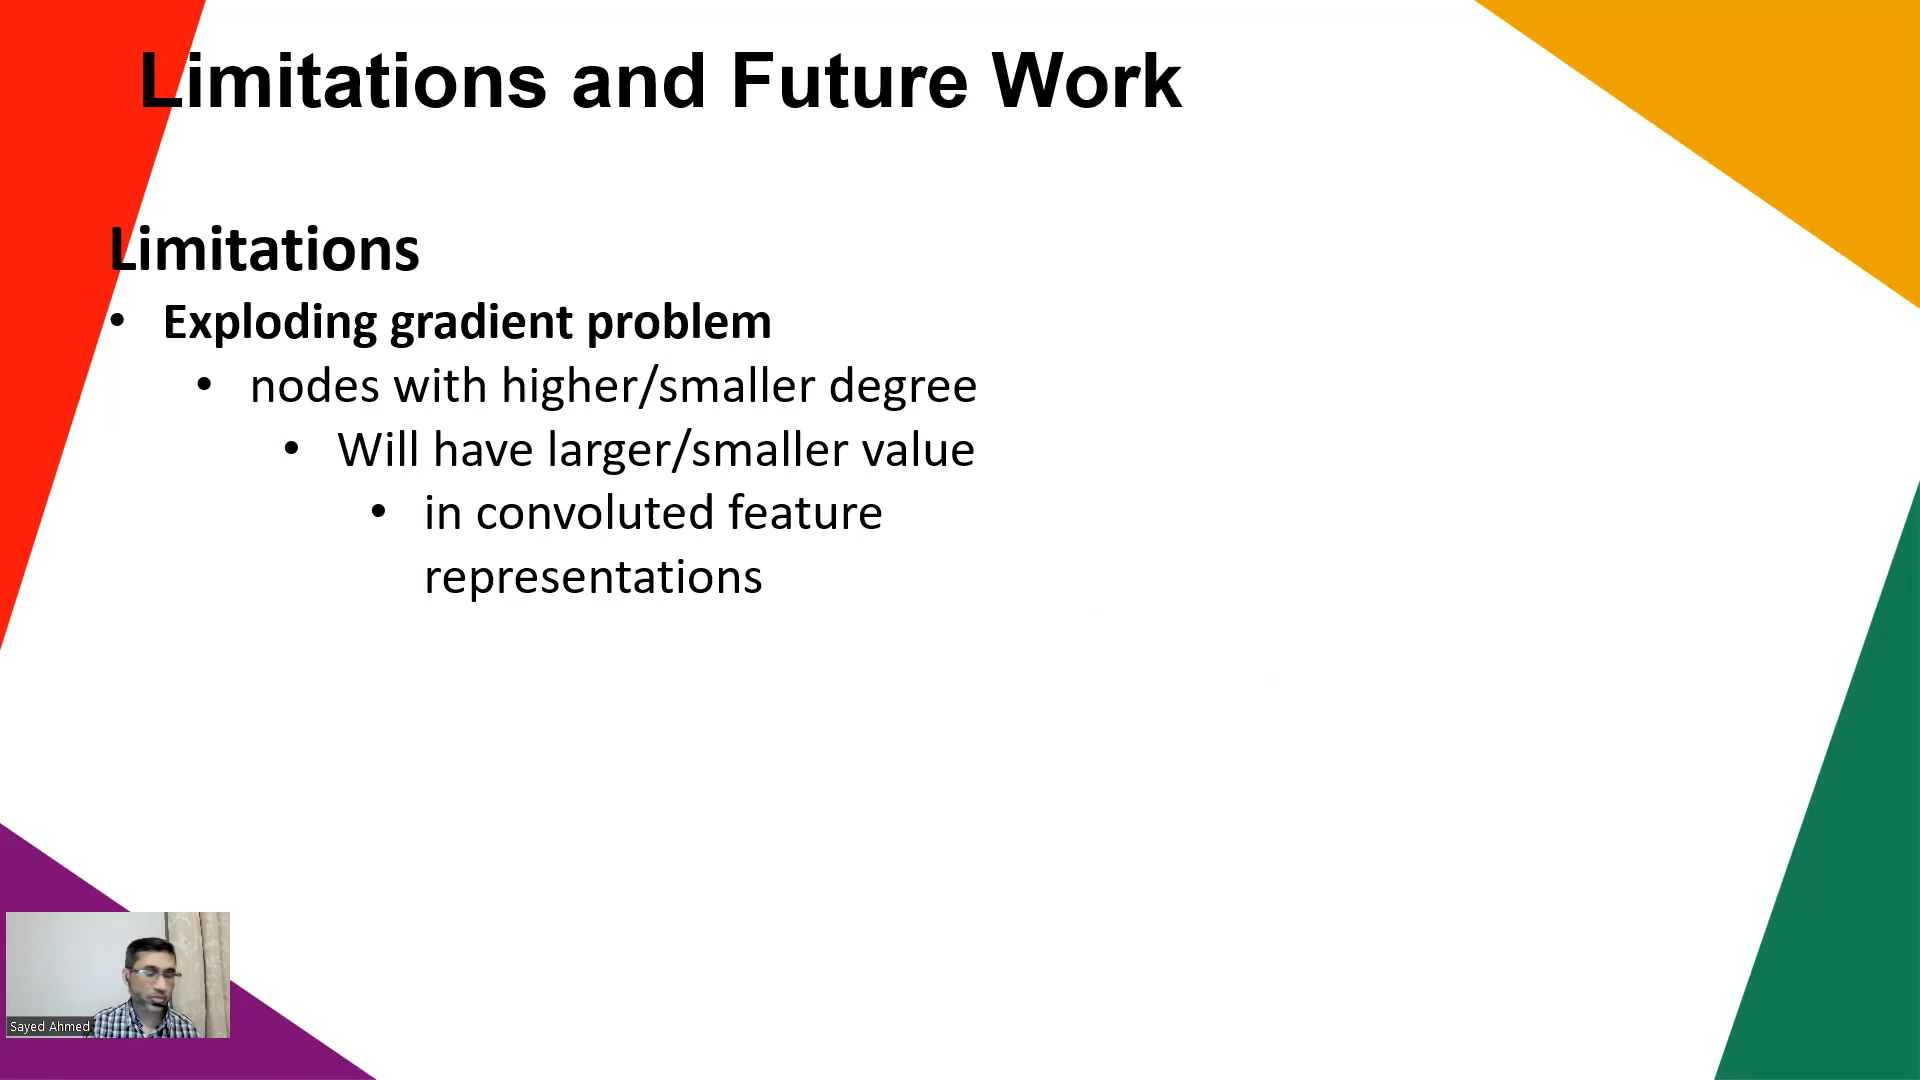 Limitations and Future Work
Limitations
• Exploding gradient problem
• nodes with higher/smaller degree
• Will have larger/smaller value
• in convoluted feature
representations
Sayed Ahmed